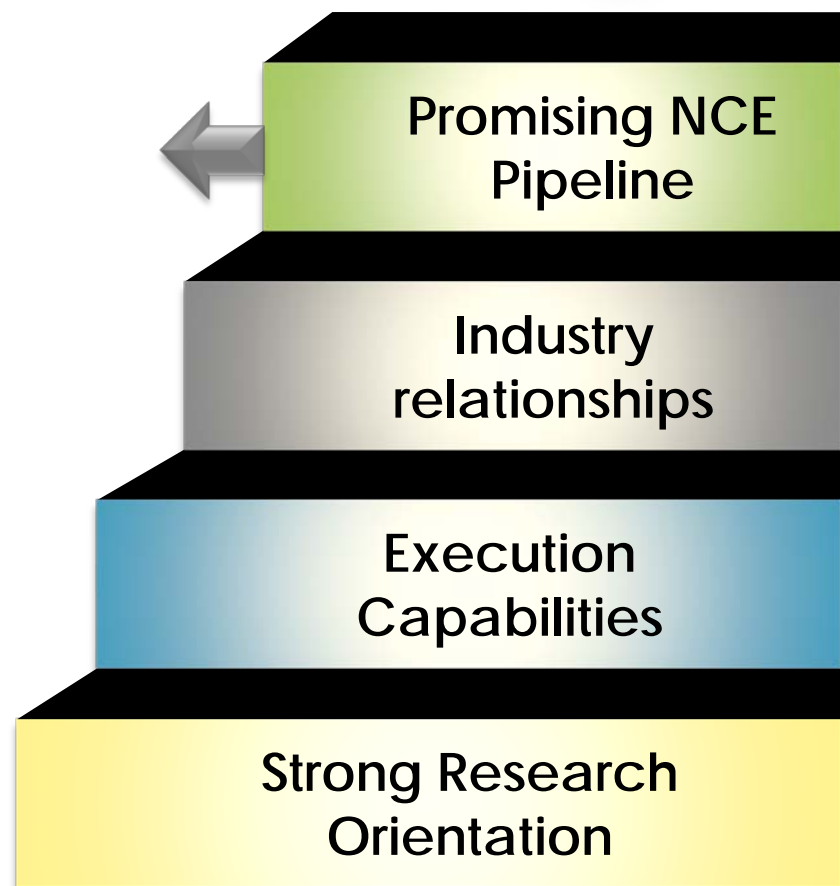 Promising NCE
Pipeline
Industry
relationships
Execution
Capabilities
Strong Research
Orientation